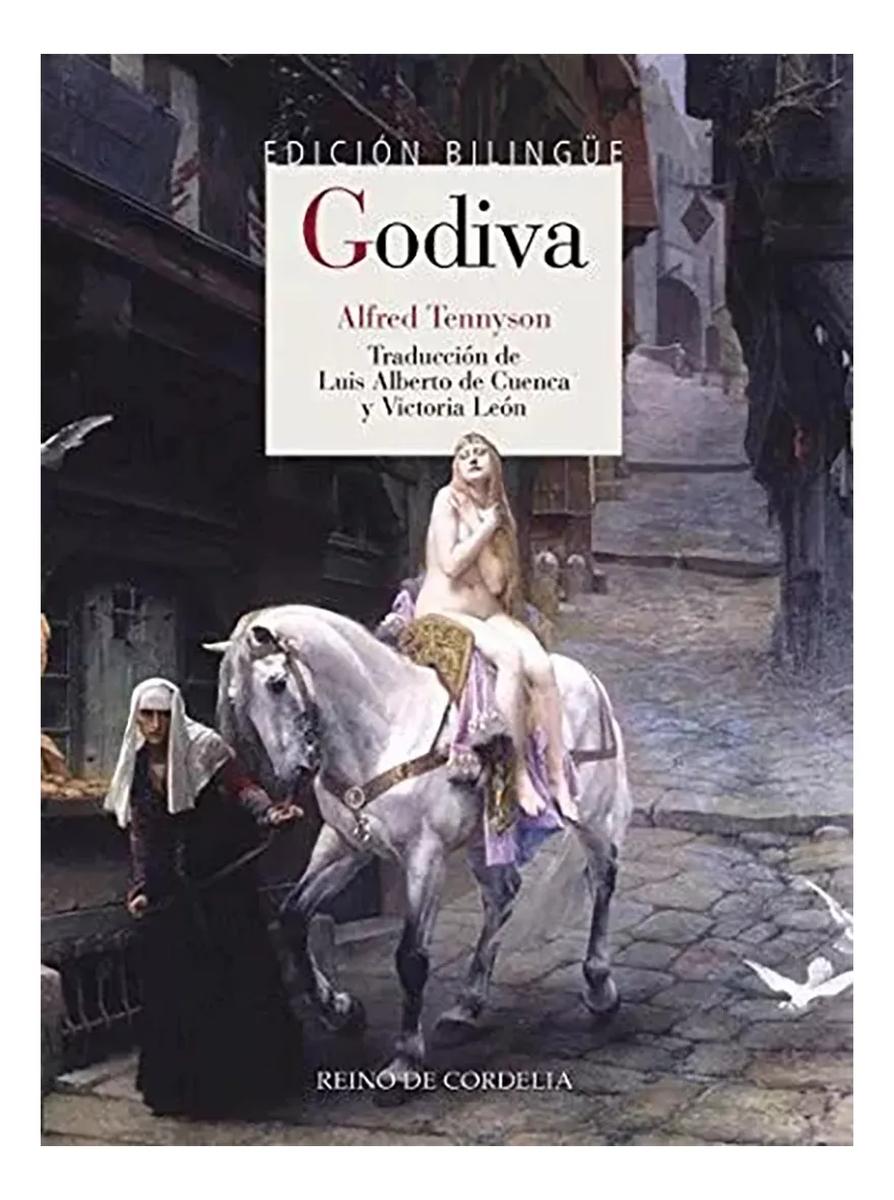 EDICIÓN BILINGÜE
Godiva
Alfred Tennyson
Traducción de
Luis Alberto de Cuenca
y Victoria León
REINO DE CORDELIA